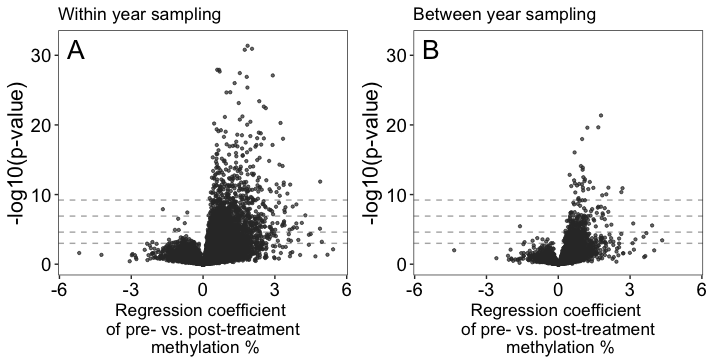 Within year sampling
A
-log10(p-value)
30
20
10
0
-6
-3
0
3
6
Regression coefficient
of pre- vs. post-treatment
methylation %
Between year sampling
B
-log10(p-value)
30
20
10
0
-6
-3
0
3
6
Regression coefficient
of pre- vs. post-treatment
methylation %